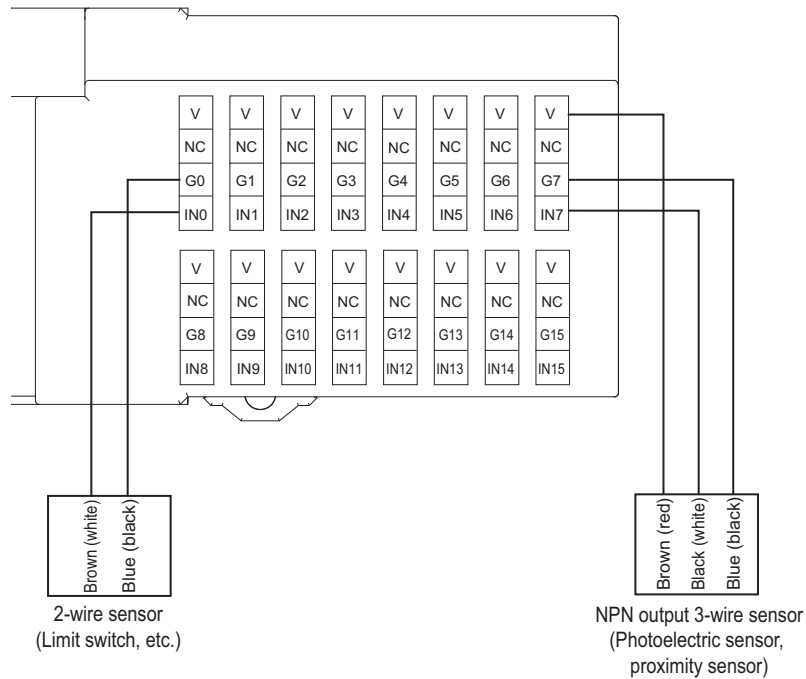 V V V V V V V V
NC NC NC NC NC NC NC NC
G0 G1 G2 G3 G4 G5 G6 G7
IN0 IN1 IN2 IN3 IN4 IN5 IN6 IN7
V V V V V V V V
NC NC NC NC NC NC NC NC
G8 G9 G10 G11 G12 G13 G14 G15
IN8 IN9 IN10 IN11 IN12 IN13 IN14 IN15
Brown (white)
Blue (black)
2-wire sensor
(Limit switch, etc.)
Brown (red)
Black (white)
Blue (black)
NPN output 3-wire sensor
(Photoelectric sensor,
proximity sensor)